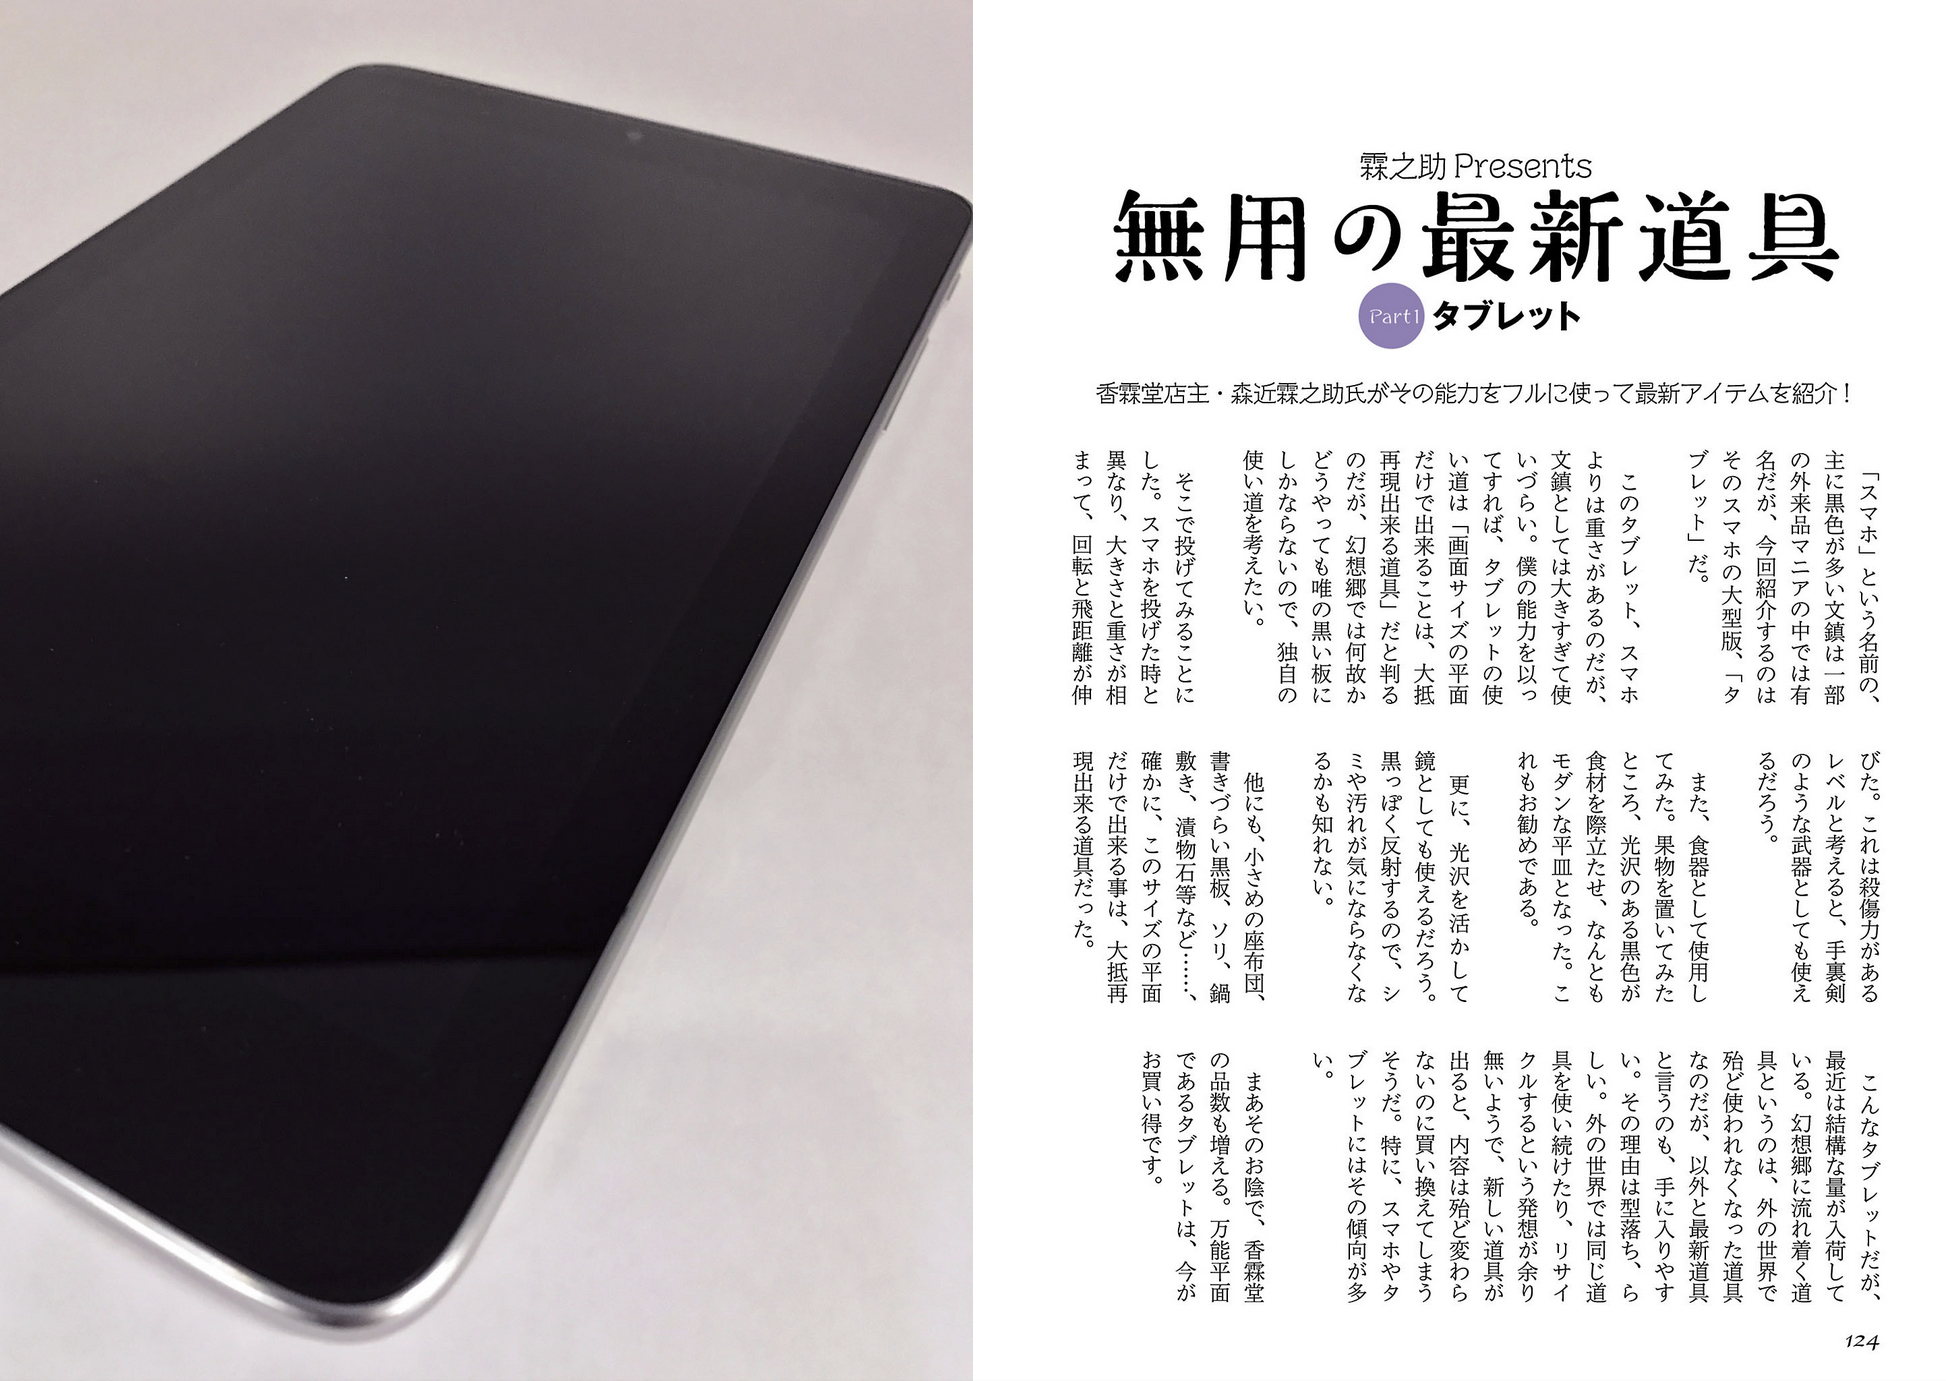 霖之助 Presents
無用の最新道具
Part1 タブレット
香霖堂店主・森近霖之助氏がその能力をフルに使って最新アイテムを紹介！
「スマホ」という名前の、
主に黒色が多い文鎮は一部
の外来品マニアの中では有
名だが、今回紹介するのは
そのスマホの大型版、「タ
ブレット」だ。
このタブレット、スマホ
よりは重さがあるのだが、
文鎮としては大きすぎて使
いづらい。僕の能力を以っ
てすれば、タブレットの使
い道は「画面サイズの平面
だけで出来ることは、大抵
再現出来る道具」だと判る
のだが、幻想郷では何故か
どうやっても唯の黒い板に
しかならないので、独自の
使い道を考えたい。
そこで投げてみることに
した。スマホを投げた時と
異なり、大きさと重さが相
まって、回転と飛距離が伸
びた。これは殺傷力がある
レベルと考えると、手裏剣
のような武器としても使え
るだろう。
また、食器として使用し
てみた。果物を置いてみた
ところ、光沢のある黒色が
食材を際立たせ、なんとも
モダンな平皿となった。こ
れもお勧めである。
更に、光沢を活かして
鏡としても使えるだろう。
黒っぽく反射するので、シ
ミや汚れが気にならなくな
るかも知れない。
他にも、小さめの座布団、
書きづらい黒板、ソリ、鍋
敷き、漬物石等など……、
確かに、このサイズの平面
だけで出来る事は、大抵再
現出来る道具だった。
こんなタブレットだが、
最近は結構な量が入荷して
いる。幻想郷に流れ着く道
具というのは、外の世界で
殆ど使われなくなった道具
なのだが、以外と最新道具
と言うのも、手に入りやす
い。その理由は型落ち、ら
しい。外の世界では同じ道
具を使い続けたり、リサイ
クルするという発想が余り
無いようで、新しい道具が
出ると、内容は殆ど変わら
ないのに買い換えてしまう
そうだ。特に、スマホやタ
ブレットにはその傾向が多
い。
まあそのお陰で、香霖堂
の品数も増える。万能平面
であるタブレットは、今が
お買い得です。
124